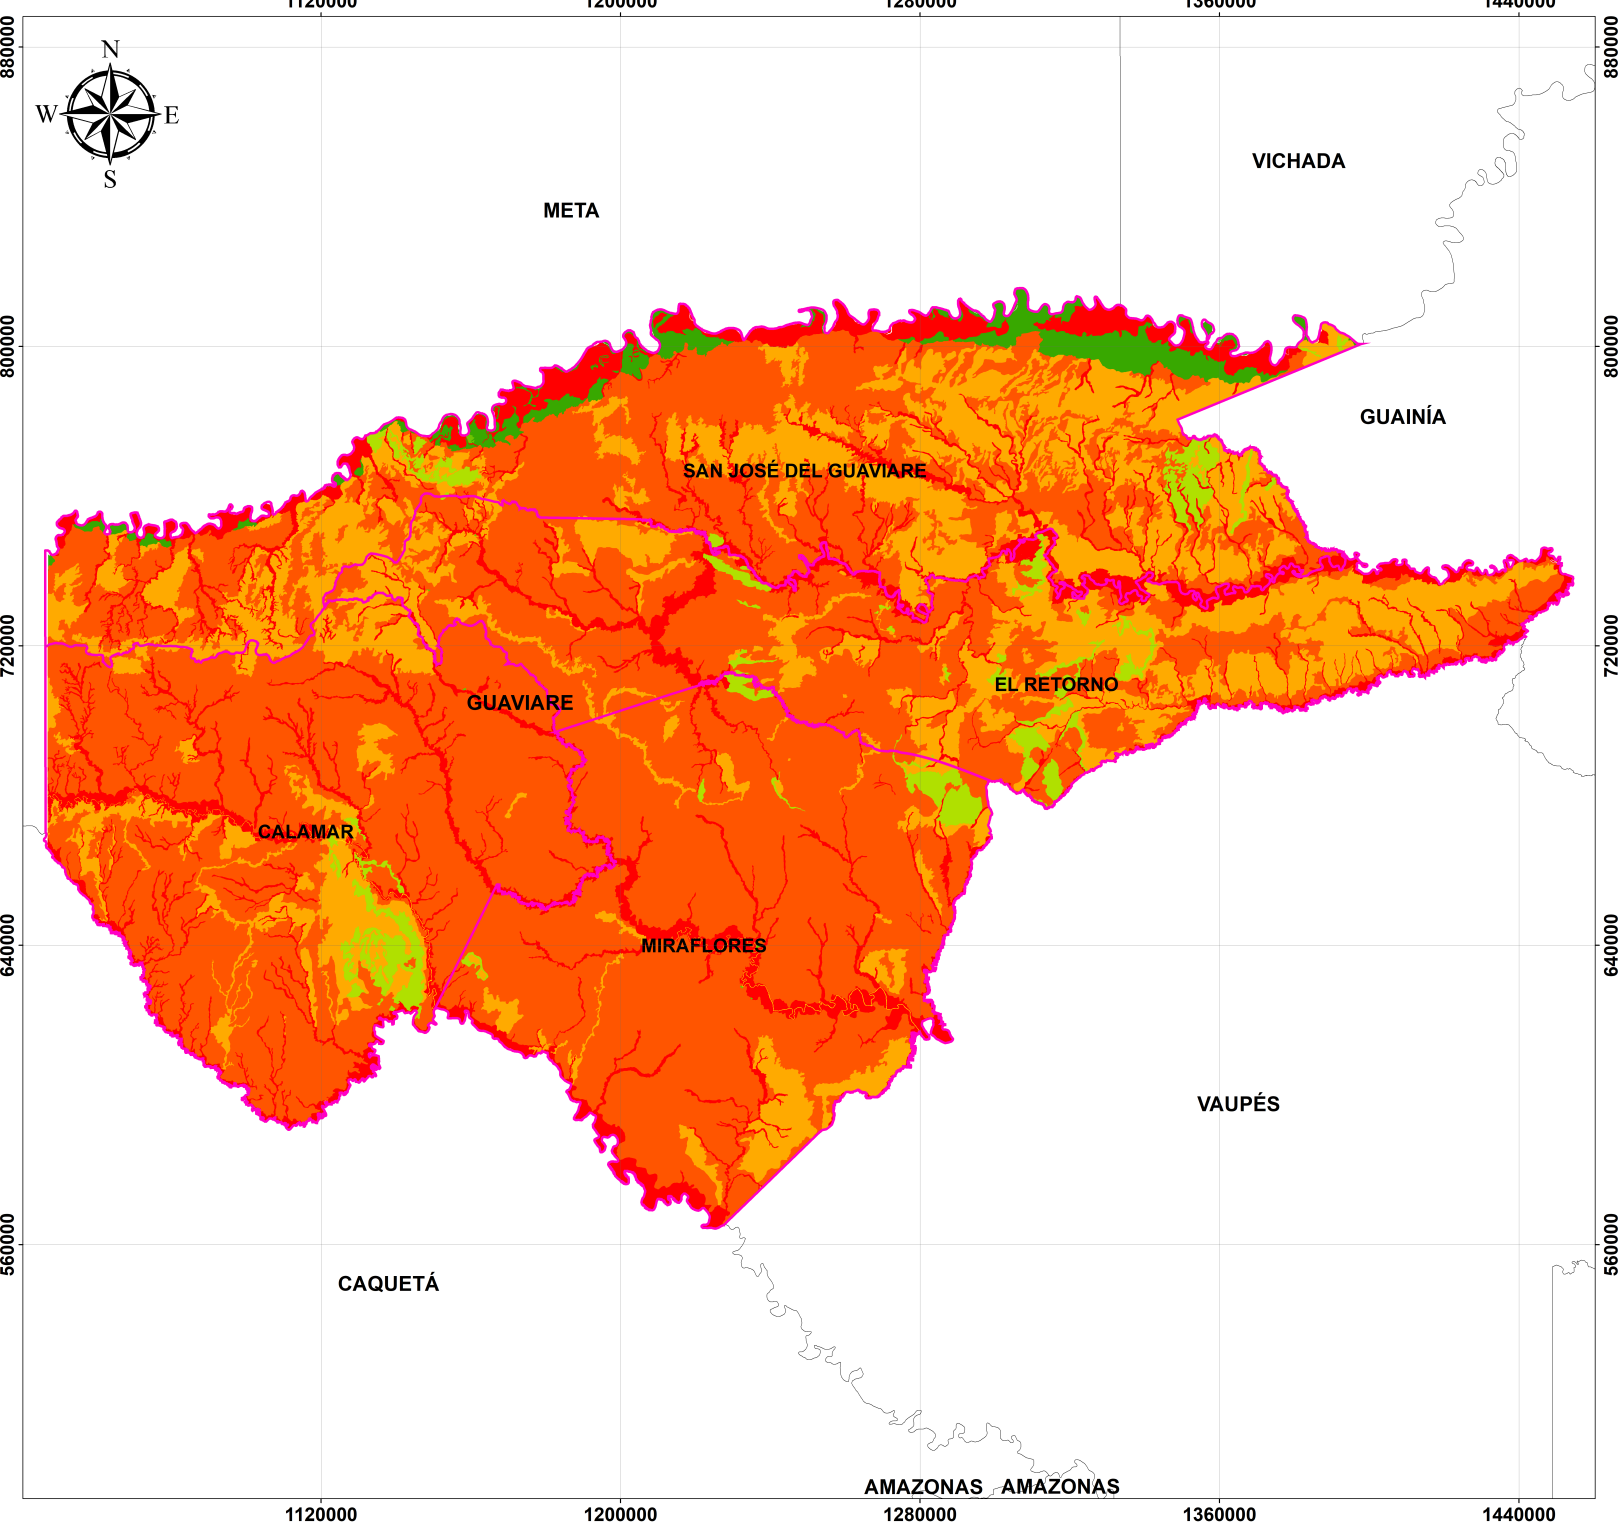 1120000 1200000 1280000 1360000 1440000
880000 880000
N
W E
S
VICHADA
META
800000 800000
GUAINÍA
SAN JOSÉ DEL GUAVIARE
720000 720000
EL RETORNO
GUAVIARE
CALAMAR
MIRAFLORES
640000 640000
VAUPÉS
560000 560000
CAQUETÁ
AMAZONAS AMAZONAS
1120000 1200000 1280000 1360000 1440000